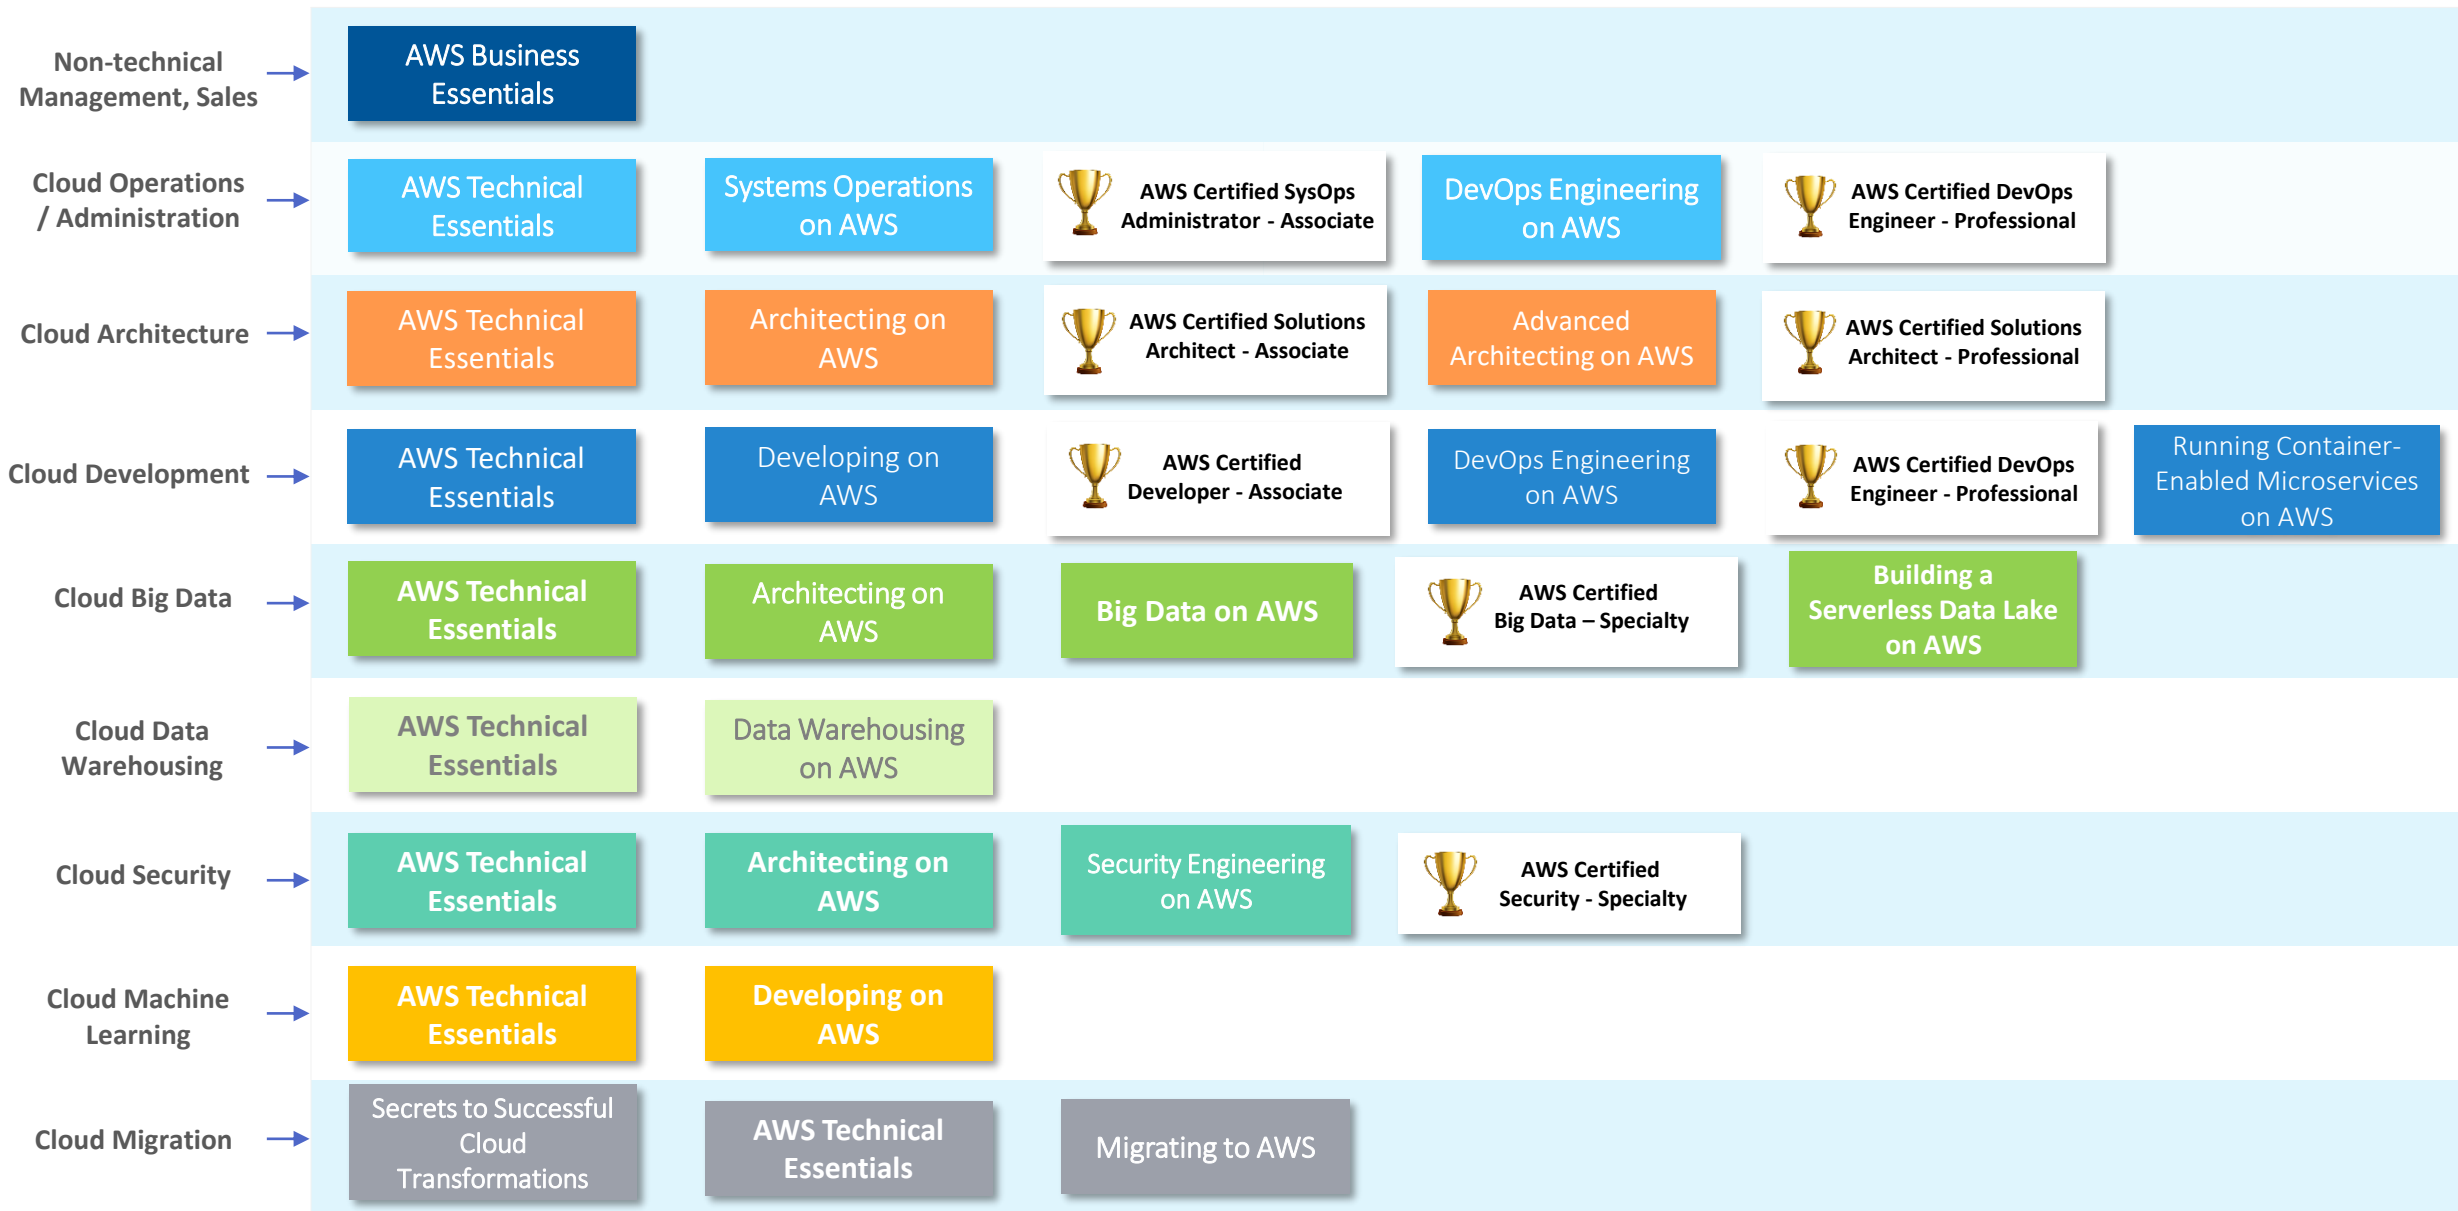 Non-technical
Management, Sales
AWS Business
Essentials
Cloud Operations
/ Administration
AWS Technical
Essentials
Systems Operations
on AWS
AWS Certified SysOps
Administrator - Associate
DevOps Engineering
on AWS
AWS Certified DevOps
Engineer - Professional
Cloud Architecture
AWS Technical
Essentials
Architecting on
AWS
AWS Certified Solutions
Architect - Associate
Advanced
Architecting on AWS
AWS Certified Solutions
Architect - Professional
Cloud Development
AWS Technical
Essentials
Developing on
AWS
AWS Certified
Developer - Associate
DevOps Engineering
on AWS
AWS Certified DevOps
Engineer - Professional
Running Container-
Enabled Microservices
on AWS
Cloud Big Data
AWS Technical
Essentials
Architecting on
AWS
Big Data on AWS
AWS Certified
Big Data – Specialty
Building a
Serverless Data Lake
on AWS
Cloud Data
Warehousing
AWS Technical
Essentials
Data Warehousing
on AWS
Cloud Security
AWS Technical
Essentials
Architecting on
AWS
Security Engineering
on AWS
AWS Certified
Security - Specialty
Cloud Machine
Learning
AWS Technical
Essentials
Developing on
AWS
Cloud Migration
Secrets to Successful
Cloud
Transformations
AWS Technical
Essentials
Migrating to AWS